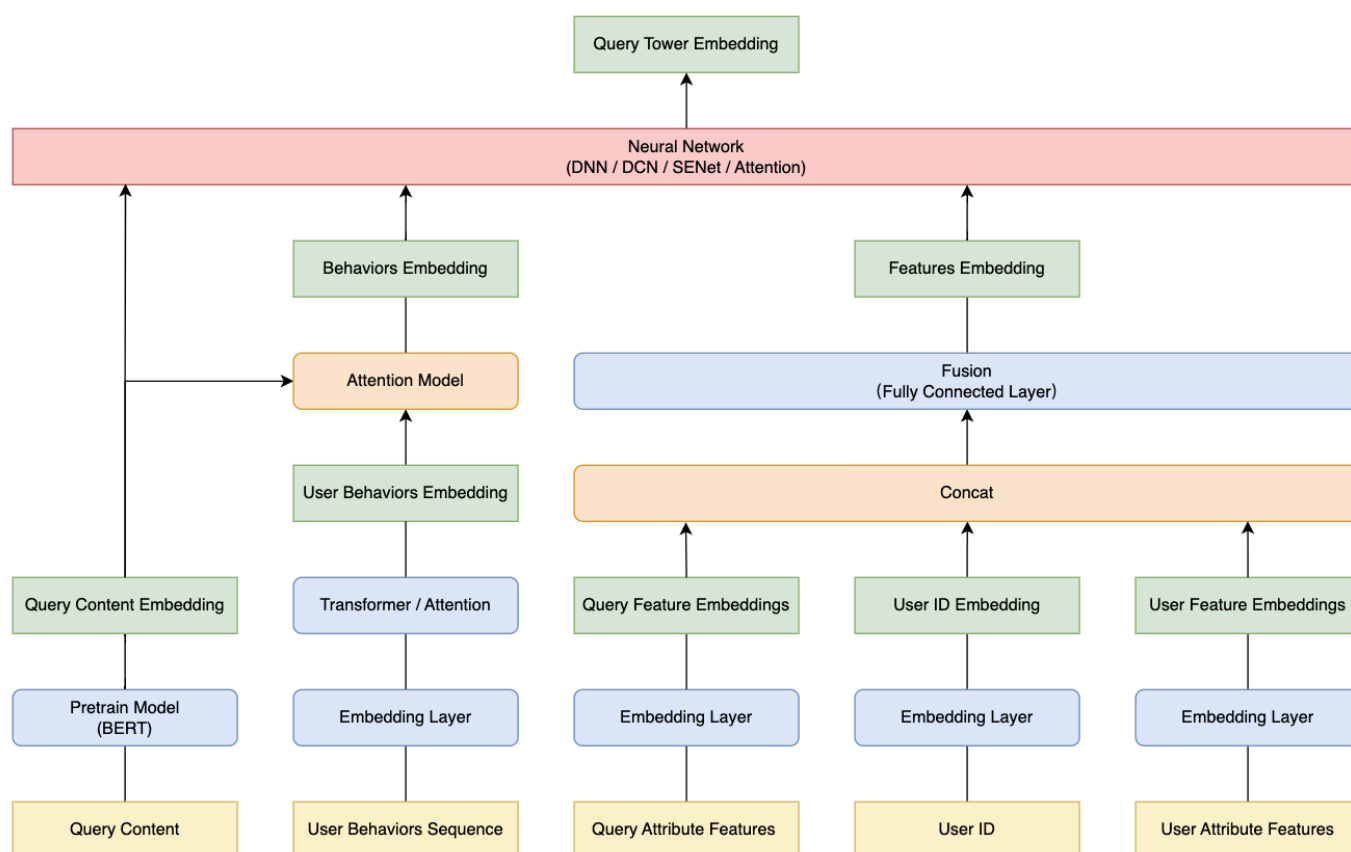 Query Tower Embedding
Neural Network
(DNN / DCN / SENet / Attention)
Behaviors Embedding
Features Embedding
Attention Model
Fusion
(Fully Connected Layer)
User Behaviors Embedding
Concat
Query Content Embedding
Transformer / Attention
Query Feature Embeddings
User ID Embedding
User Feature Embeddings
Pretrain Model
(BERT)
Embedding Layer
Embedding Layer
Embedding Layer
Embedding Layer
Query Content
User Behaviors Sequence
Query Attribute Features
User ID
User Attribute Features